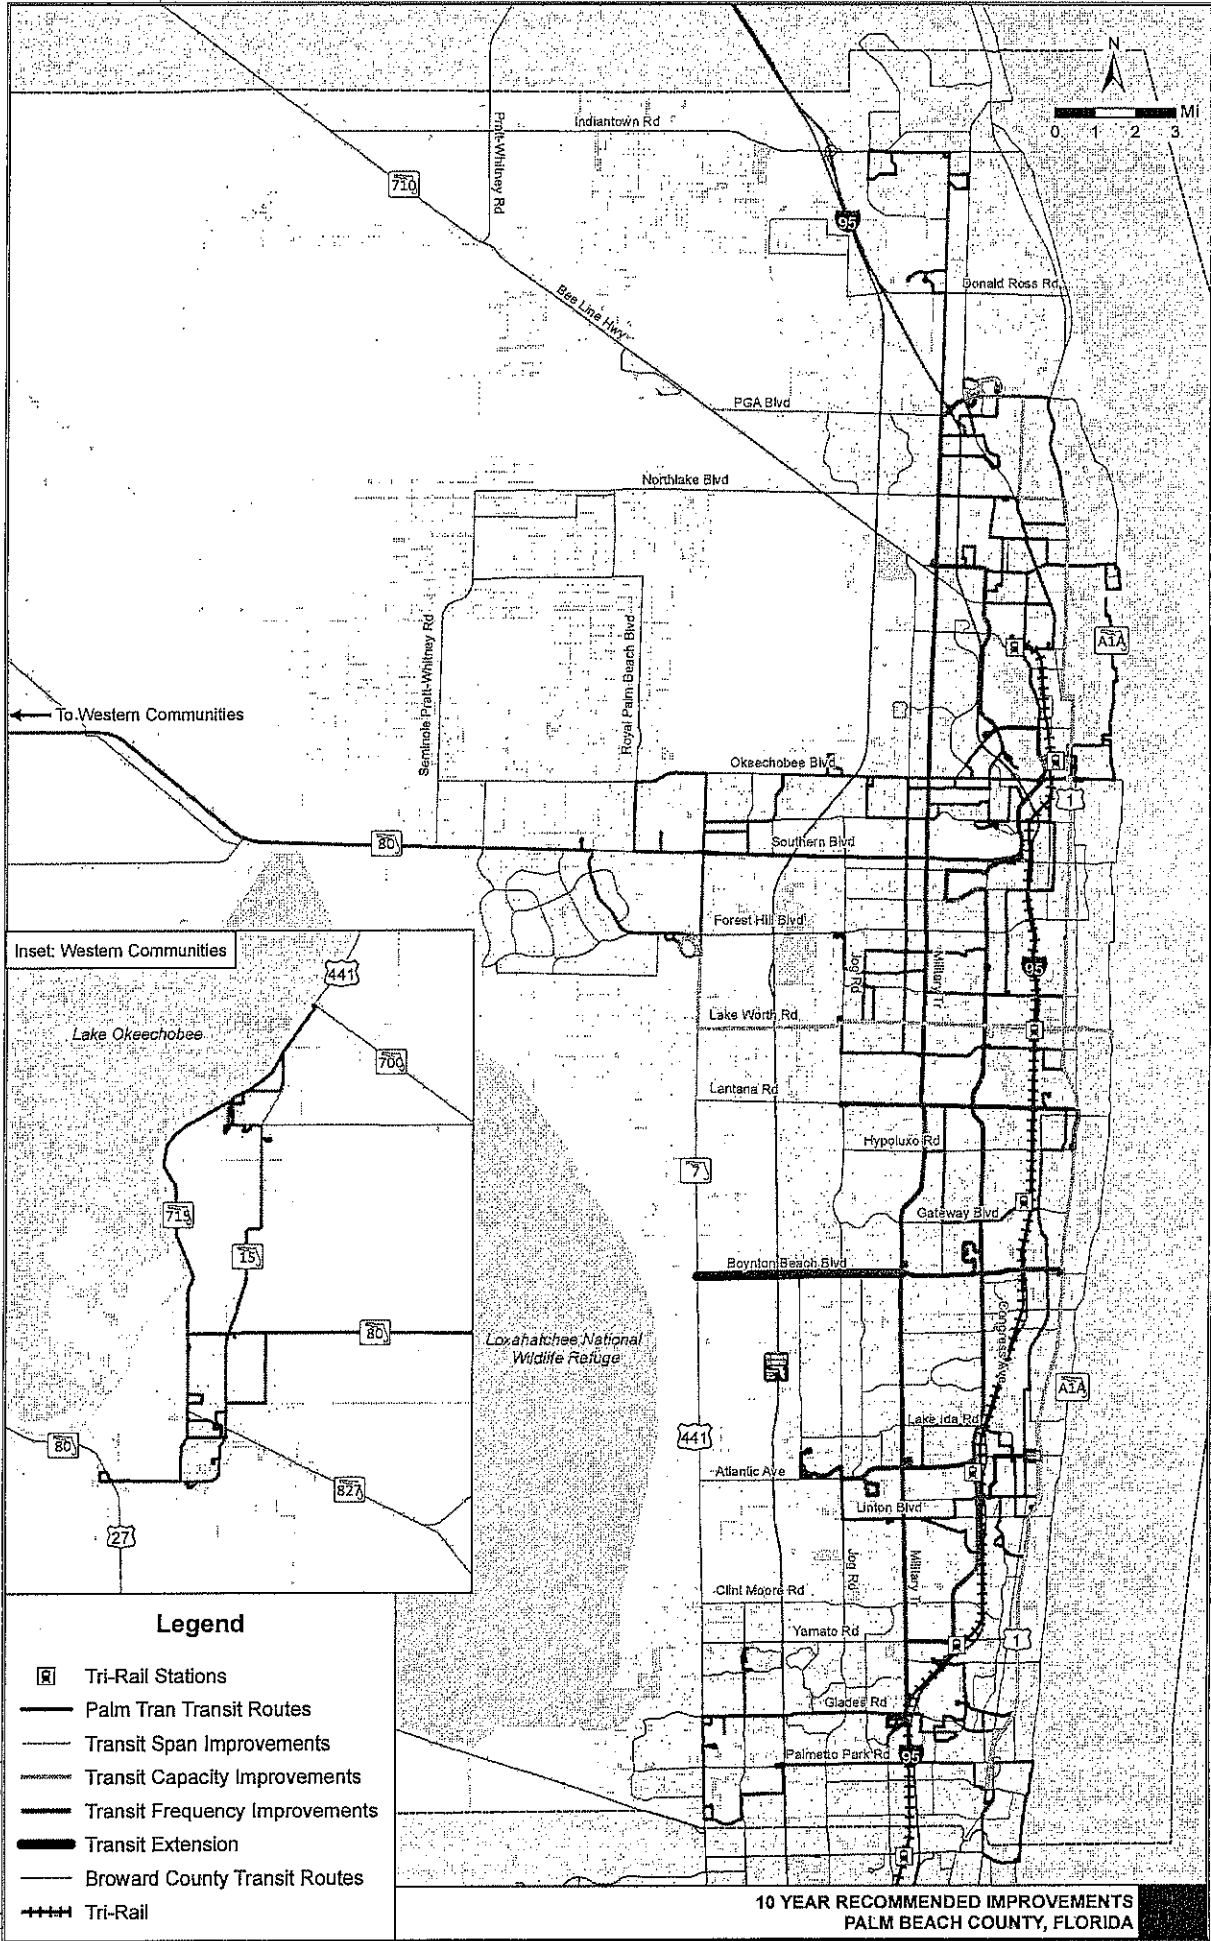 N
Mi
0 1 2 3
Indiantown Rd
Pratt-Whitney Rd
710
95
Donald Ross Rd
Bee Line Hwy
PGA Blvd
Northlake Blvd
Seminole Pratt-Whitney Rd
Royal Palm Beach Blvd
A1A
To Western Communities
Okeechobee Blvd
1
80
Southern Blvd
Forest Hill Blvd
Inset: Western Communities
441
Lake Okeechobee
700
715
15
80
80
827
27
Jog Rd
Military Tr
95
Lake Worth Rd
Lantana Rd
Hypoluxo Rd
7
Gateway Blvd
Boynton Beach Blvd
Congress Ave
Loxahatchee National
Wildlife Refuge
A1A
Lake Ida Rd
441
Atlantic Ave
Linton Blvd
Jog Rd
Military Tr
Clint Moore Rd
Yamato Rd
1
Glades Rd
Palmetto Park Rd
95
Legend
Tri-Rail Stations
Palm Tran Transit Routes
Transit Span Improvements
Transit Capacity Improvements
Transit Frequency Improvements
Transit Extension
Broward County Transit Routes
Tri-Rail
10 YEAR RECOMMENDED IMPROVEMENTS
PALM BEACH COUNTY, FLORIDA